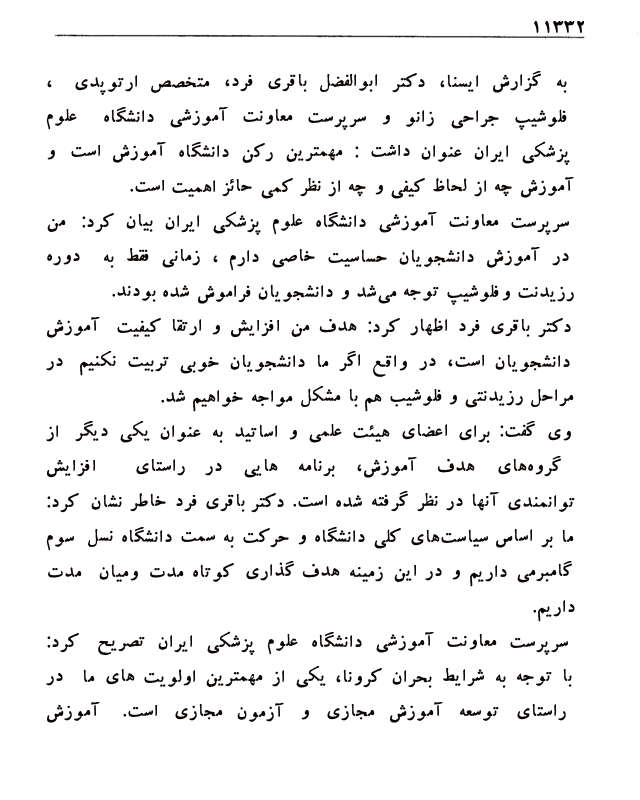 ۱۱۳۳۲
به گزارش ایسنا، دکتر ابوالفضل باقری فرد، متخصص ارتوپدی ،
فلوشیپ جراحی زانو و سرپرست معاونت آموزشی دانشگاه علوم
پزشکی ایران عنوان داشت : مهمترین رکن دانشگاه آموزش است و
آموزش چه از لحاظ کیفی و چه از نظر کمی حائز اهمیت است.
سرپرست معاونت آموزشی دانشگاه علوم پزشکی ایران بیان کرد: من
در آموزش دانشجویان حساسیت خاصی دارم ، زمانی فقط به دوره
رزیدنت و فلوشیپ توجه می‌شد و دانشجویان فراموش شده بودند.
دکتر باقری فرد اظهار کرد: هدف من افزایش و ارتقا کیفیت آموزش
دانشجویان است، در واقع اگر ما دانشجویان خوبی تربیت نکنیم در
مراحل رزیدنتی و فلوشیب هم با مشکل مواجه خواهیم شد.
وی گفت: برای اعضای هیئت علمی و اساتید به عنوان یکی دیگر از
گروه‌های هدف آموزش، برنامه هایی در راستای افزایش
توانمندی آنها در نظر گرفته شده است. دکتر باقری فرد خاطر نشان کرد:
ما بر اساس سیاست‌های کلی دانشگاه و حرکت به سمت دانشگاه نسل سوم
گامبرمی داریم و در این زمینه هدف گذاری کوتاه مدت ومیان مدت
داریم.
سرپرست معاونت آموزشی دانشگاه علوم پزشکی ایران تصریح کرد:
با توجه به شرایط بحران کرونا، یکی از مهمترین اولویت های ما در
راستای توسعه آموزش مجازی و آزمون مجازی است. آموزش